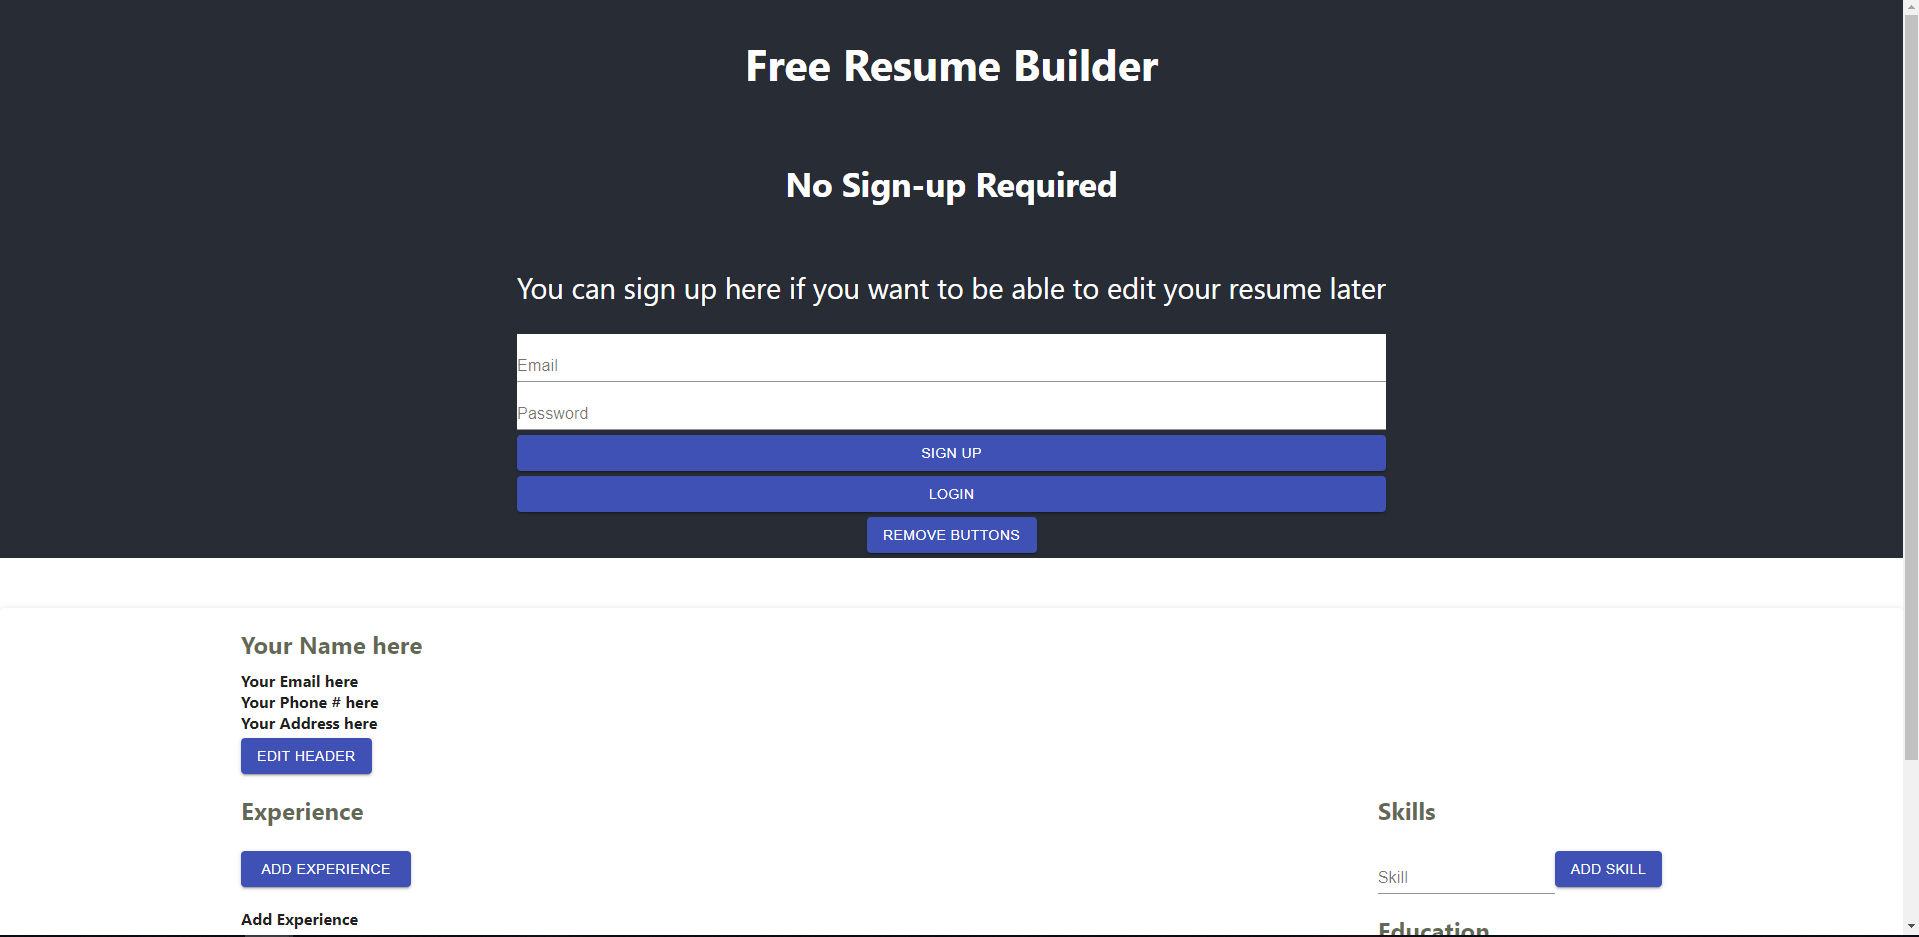 Free Resume Builder
No Sign-up Required
You can sign up here if you want to be able to edit your resume later
Email
Password
SIGN UP
LOGIN
REMOVE BUTTONS
Your Name here
Your Email here
Your Phone # here
Your Address here
EDIT HEADER
Experience
ADD EXPERIENCE
Add Experience
Skills
Skill
ADD SKILL
Education